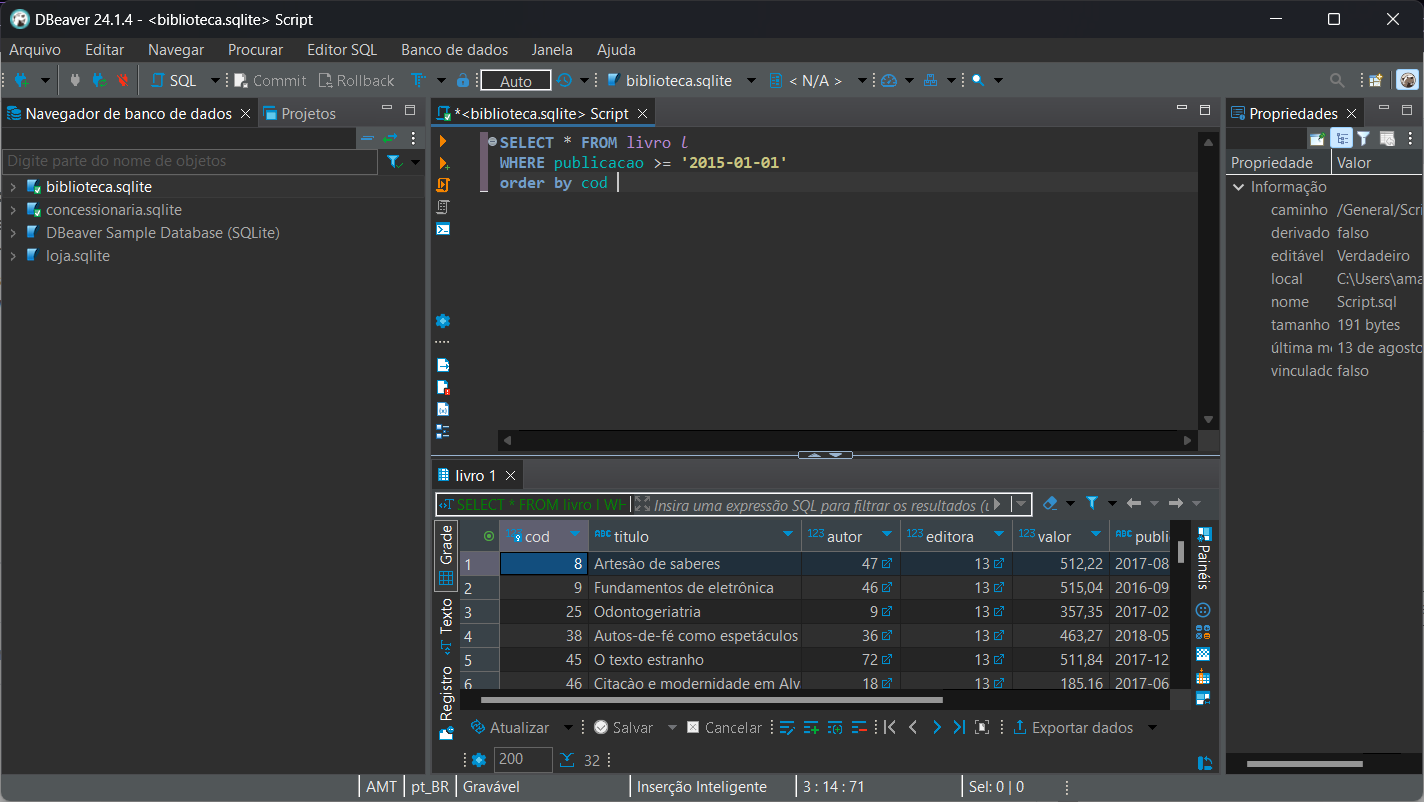 DBeaver 24.1.4 - <biblioteca.sqlite> Script
Arquivo Editar Navegar Procurar Editor SQL Banco de dados Janela Ajuda
SQL Commit Rollback Auto biblioteca.sqlite < N/A >
Navegador de banco de dados Projetos
Digite parte do nome de objetos
biblioteca.sqlite
concessionaria.sqlite
DBeaver Sample Database (SQLite)
loja.sqlite
*<biblioteca.sqlite> Script
SELECT * FROM livro l
WHERE publicacao >= '2015-01-01'
order by cod
livro 1
SELECT * FROM livro l WH Insira uma expressão SQL para filtrar os resultados (u
Grade
Texto
Registro
cod titulo autor editora valor publi
1 8 Artesào de saberes 47 13 512,22 2017-08
2 9 Fundamentos de eletrônica 46 13 515,04 2016-09
3 25 Odontogeriatria 9 13 357,35 2017-02
4 38 Autos-de-fé como espetáculos 36 13 463,27 2018-05
5 45 O texto estranho 72 13 511,84 2017-12
6 46 Citacào e modernidade em Alv 18 13 185,16 2017-06
Painéis
Atualizar Salvar Cancelar Exportar dados
200 32
Propriedades
Propriedade Valor
Informação
caminho /General/Scri
derivado falso
editável Verdadeiro
local C:\Users\ama
nome Script.sql
tamanho 191 bytes
última m 13 de agosto
vinculado falso
AMT pt_BR Gravável Inserção Inteligente 3 : 14 : 71 Sel: 0 | 0